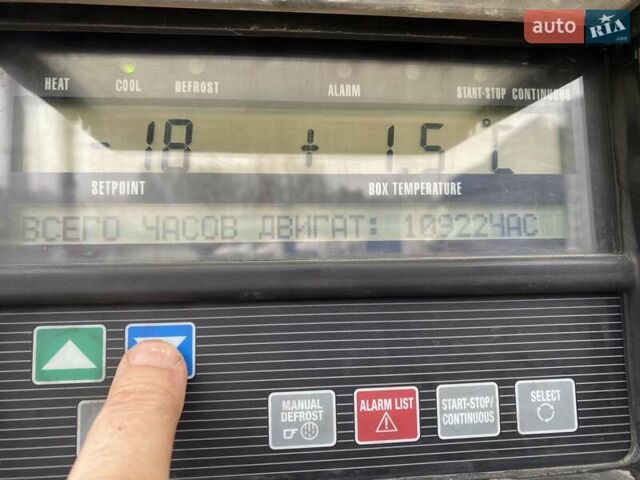 auto RIA.com
HEAT COOL DEFROST ALARM START-STOP CONTINUOUS
-18 +1.5 °C
SETPOINT BOX TEMPERATURE
ВСЕГО ЧАСОВ ДВИГАТ: 10922ЧАС
MANUAL DEFROST
ALARM LIST
START-STOP/ CONTINUOUS
SELECT